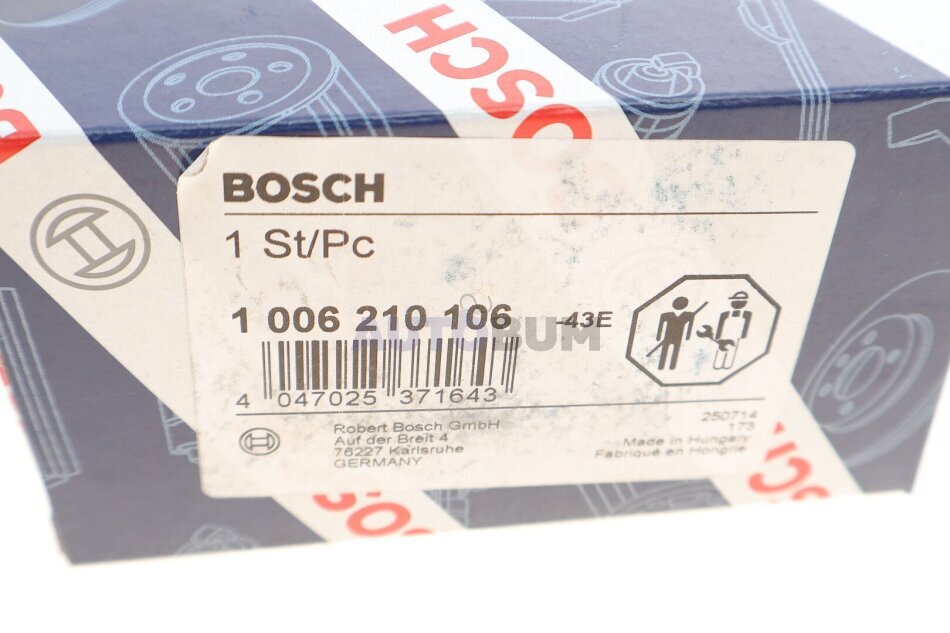 BOSCH
BOSCH
1 St/Pc
1 006 210 106 -43E
AUTOBUM
4 047025 371643
Robert Bosch GmbH
Auf der Breit 4
76227 Karlsruhe
GERMANY
250714
173
Made in Hungary
Fabriqué en Hongrie